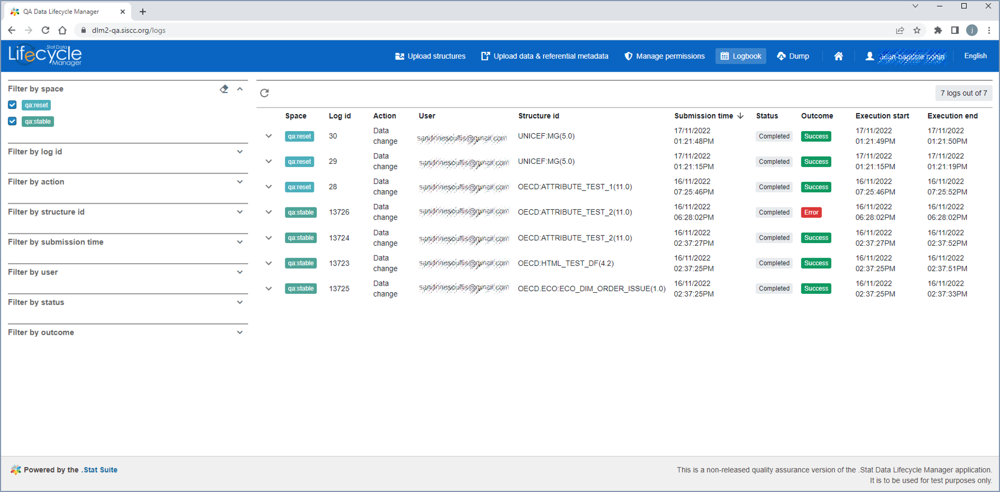 QA Data Lifecycle Manager
dlm2-qa.siscc.org/logs
.Stat Data
Lifecycle
Manager
Upload structures
Upload data & referential metadata
Manage permissions
Logbook
Dump
English
Filter by space
qa:reset
qa:stable
Filter by log id
Filter by action
Filter by structure id
Filter by submission time
Filter by user
Filter by status
Filter by outcome
7 logs out of 7
Space Log id Action User Structure id Submission time Status Outcome Execution start Execution end
qa:reset 30 Data change UNICEF:MG(5.0) 17/11/2022 01:21:48PM Completed Success 17/11/2022 01:21:49PM 17/11/2022 01:21:50PM
qa:reset 29 Data change UNICEF:MG(5.0) 17/11/2022 01:21:15PM Completed Success 17/11/2022 01:21:15PM 17/11/2022 01:21:19PM
qa:reset 28 Data change OECD:ATTRIBUTE_TEST_1(11.0) 16/11/2022 07:25:46PM Completed Success 16/11/2022 07:25:46PM 16/11/2022 07:25:52PM
qa:stable 13726 Data change OECD:ATTRIBUTE_TEST_2(11.0) 16/11/2022 06:28:02PM Completed Error 16/11/2022 06:28:02PM 16/11/2022 06:28:02PM
qa:stable 13724 Data change OECD:ATTRIBUTE_TEST_2(11.0) 16/11/2022 02:37:27PM Completed Success 16/11/2022 02:37:27PM 16/11/2022 02:37:52PM
qa:stable 13723 Data change OECD:HTML_TEST_DF(4.2) 16/11/2022 02:37:25PM Completed Success 16/11/2022 02:37:25PM 16/11/2022 02:37:51PM
qa:stable 13725 Data change OECD.ECO:ECO_DIM_ORDER_ISSUE(1.0) 16/11/2022 02:37:25PM Completed Success 16/11/2022 02:37:25PM 16/11/2022 02:37:33PM
Powered by the .Stat Suite
This is a non-released quality assurance version of the .Stat Data Lifecycle Manager application.
It is to be used for test purposes only.